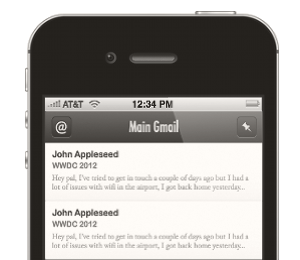 AT&T 12:34 PM
@ Main Gmail
John Appleseed
WWDC 2012
Hey pal, I've tried to get in touch a couple of days ago but I had a
lot of issues with wifi in the airport, I got back home yesterday...
John Appleseed
WWDC 2012
Hey pal, I've tried to get in touch a couple of days ago but I had a
lot of issues with wifi in the airport, I got back home yesterday...